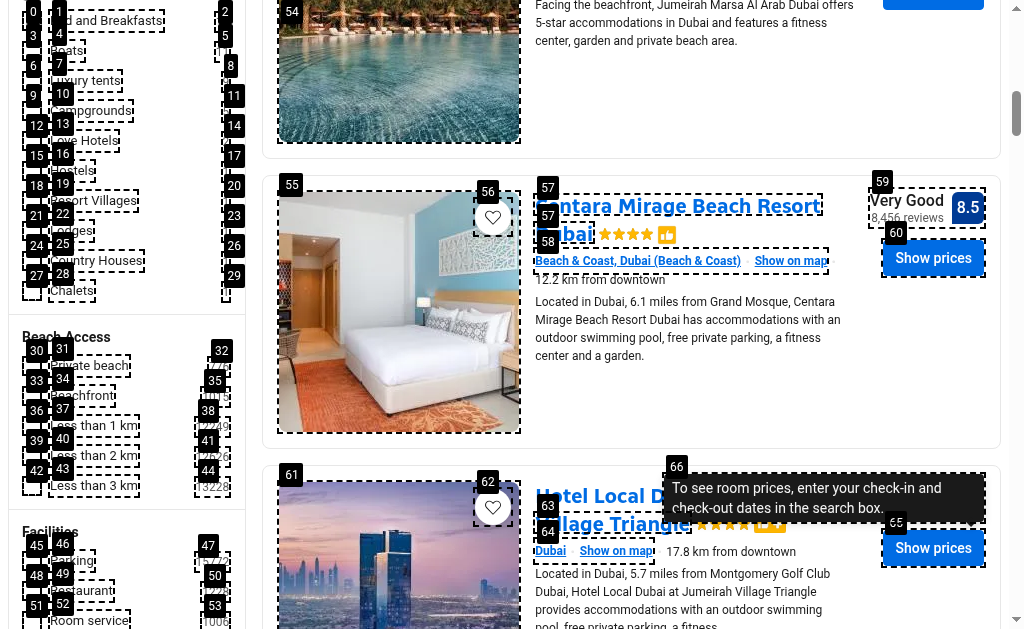 0
1
Bed and Breakfasts
2
3
4
Boats
5
6
7
Luxury tents
8
9
10
Campgrounds
11
12
13
Love Hotels
14
15
16
Hostels
17
18
19
Resort Villages
20
21
22
Lodges
23
24
25
Country Houses
26
27
28
Chalets
29
Beach Access
30
31
Private beach
32
776
33
34
Beachfront
35
1015
36
37
Less than 1 km
38
12249
39
40
Less than 2 km
41
12626
42
43
Less than 3 km
44
13228
Facilities
45
46
Parking
47
15772
48
49
Restaurant
50
51
52
Room service
53
1006
54
Facing the beachfront, Jumeirah Marsa Al Arab Dubai offers
5-star accommodations in Dubai and features a fitness
center, garden and private beach area.
55
56
57
Centara Mirage Beach Resort
57
Dubai
58
Beach & Coast, Dubai (Beach & Coast) · Show on map ·
12.2 km from downtown
Located in Dubai, 6.1 miles from Grand Mosque, Centara
Mirage Beach Resort Dubai has accommodations with an
outdoor swimming pool, free private parking, a fitness
center and a garden.
59
Very Good
8,456 reviews
8.5
60
Show prices
61
62
63
Hotel Local D
Village Triangle
64
Dubai · Show on map · 17.8 km from downtown
Located in Dubai, 5.7 miles from Montgomery Golf Club
Dubai, Hotel Local Dubai at Jumeirah Village Triangle
provides accommodations with an outdoor swimming
pool, free private parking, a fitness
66
To see room prices, enter your check-in and
check-out dates in the search box.
65
Show prices